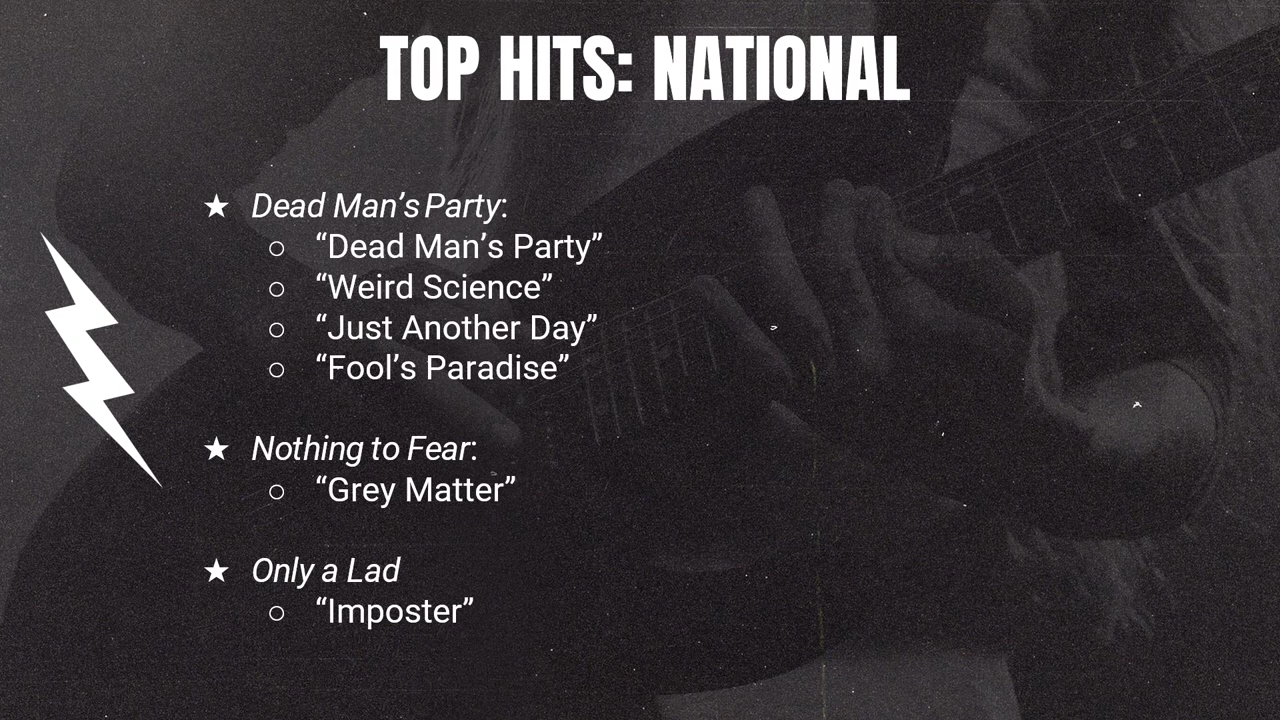 TOP HITS: NATIONAL
★ Dead Man’s Party:
○ “Dead Man’s Party”
○ “Weird Science”
○ “Just Another Day”
○ “Fool’s Paradise”
★ Nothing to Fear:
○ “Grey Matter”
★ Only a Lad
○ “Imposter”